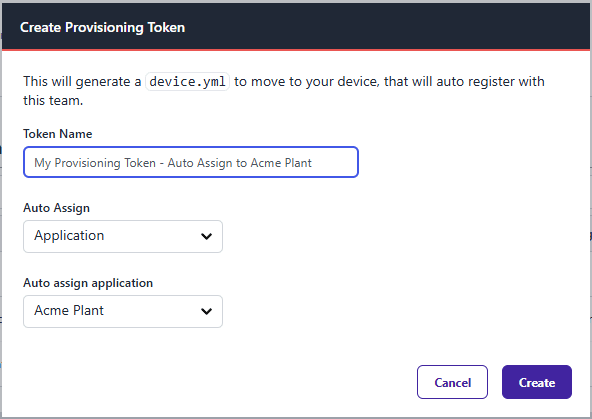 Create Provisioning Token
This will generate a device.yml to move to your device, that will auto register with
this team.
Token Name
My Provisioning Token - Auto Assign to Acme Plant
Auto Assign
Application
Auto assign application
Acme Plant
Cancel Create